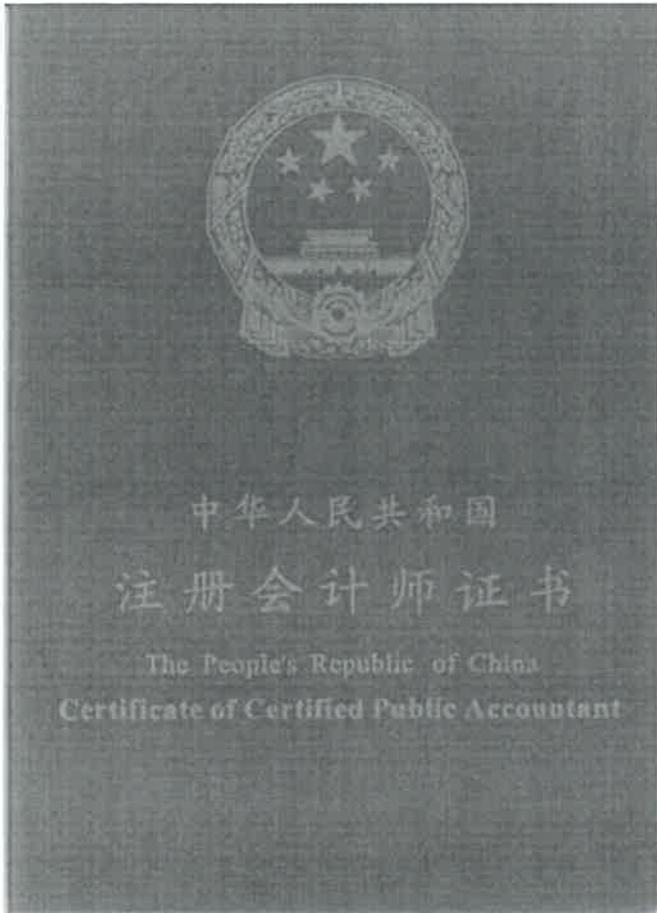 中华人民共和国
注册会计师证书
The People's Republic of China
Certificate of Certified Public Accountant